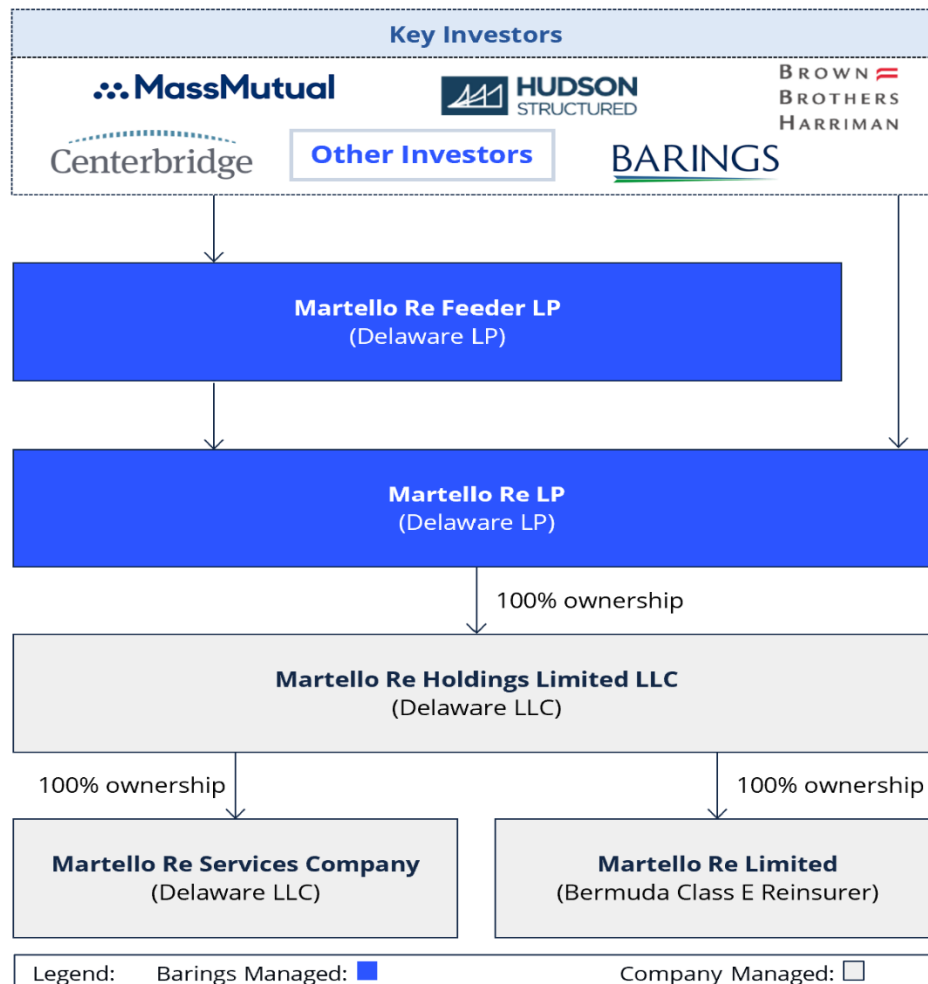 Key Investors
MassMutual
HUDSON
STRUCTURED
BROWN
BROTHERS
HARRIMAN
Centerbridge
Other Investors
BARINGS
Martello Re Feeder LP
(Delaware LP)
Martello Re LP
(Delaware LP)
100% ownership
Martello Re Holdings Limited LLC
(Delaware LLC)
100% ownership
100% ownership
Martello Re Services Company
(Delaware LLC)
Martello Re Limited
(Bermuda Class E Reinsurer)
Legend: Barings Managed: Company Managed: